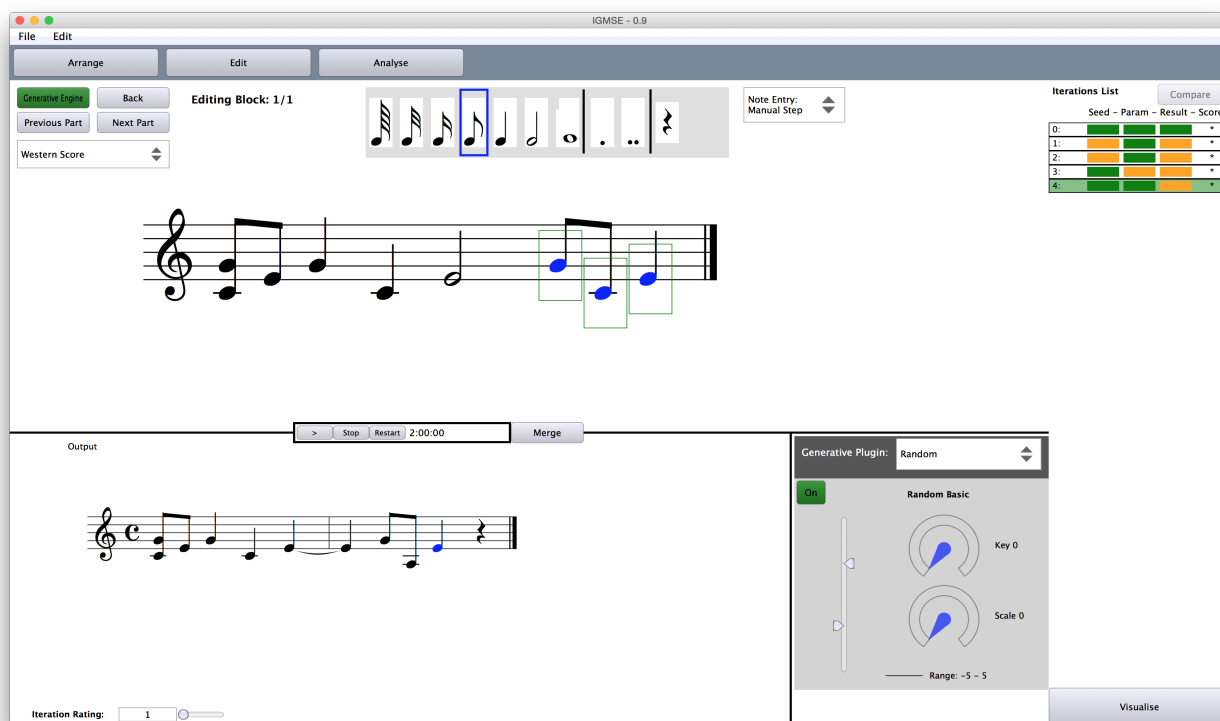 IGMSE - 0.9
File Edit
Arrange Edit Analyse
Generative Engine Back
Previous Part Next Part
Western Score
Editing Block: 1/1
Note Entry:
Manual Step
Iterations List Compare
Seed - Param - Result - Score
0: *
1: *
2: *
3: *
4: *
> Stop Restart 2:00:00 Merge
Output
Generative Plugin: Random
On Random Basic
Key 0
Scale 0
Range: -5 - 5
Iteration Rating: 1
Visualise